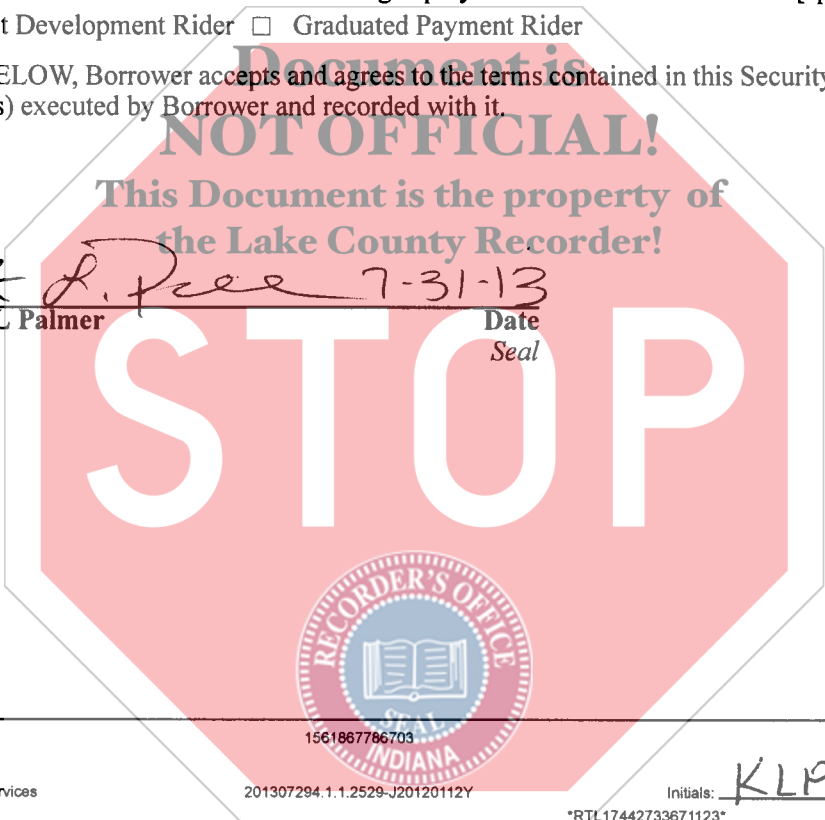 t Development Rider ☐ Graduated Payment Rider
Document is
ELOW, Borrower accepts and agrees to the terms contained in this Security
s) executed by Borrower and recorded with it.
NOT OFFICIAL!
This Document is the property of
the Lake County Recorder!
L. 7-31-13
L Palmer Date
Seal
STOP
RECORDER'S OFFICE
SEAL
INDIANA
1561867786703
rvices 201307294.1.1.2529-J20120112Y Initials: KLP
*RTL17442733671123*